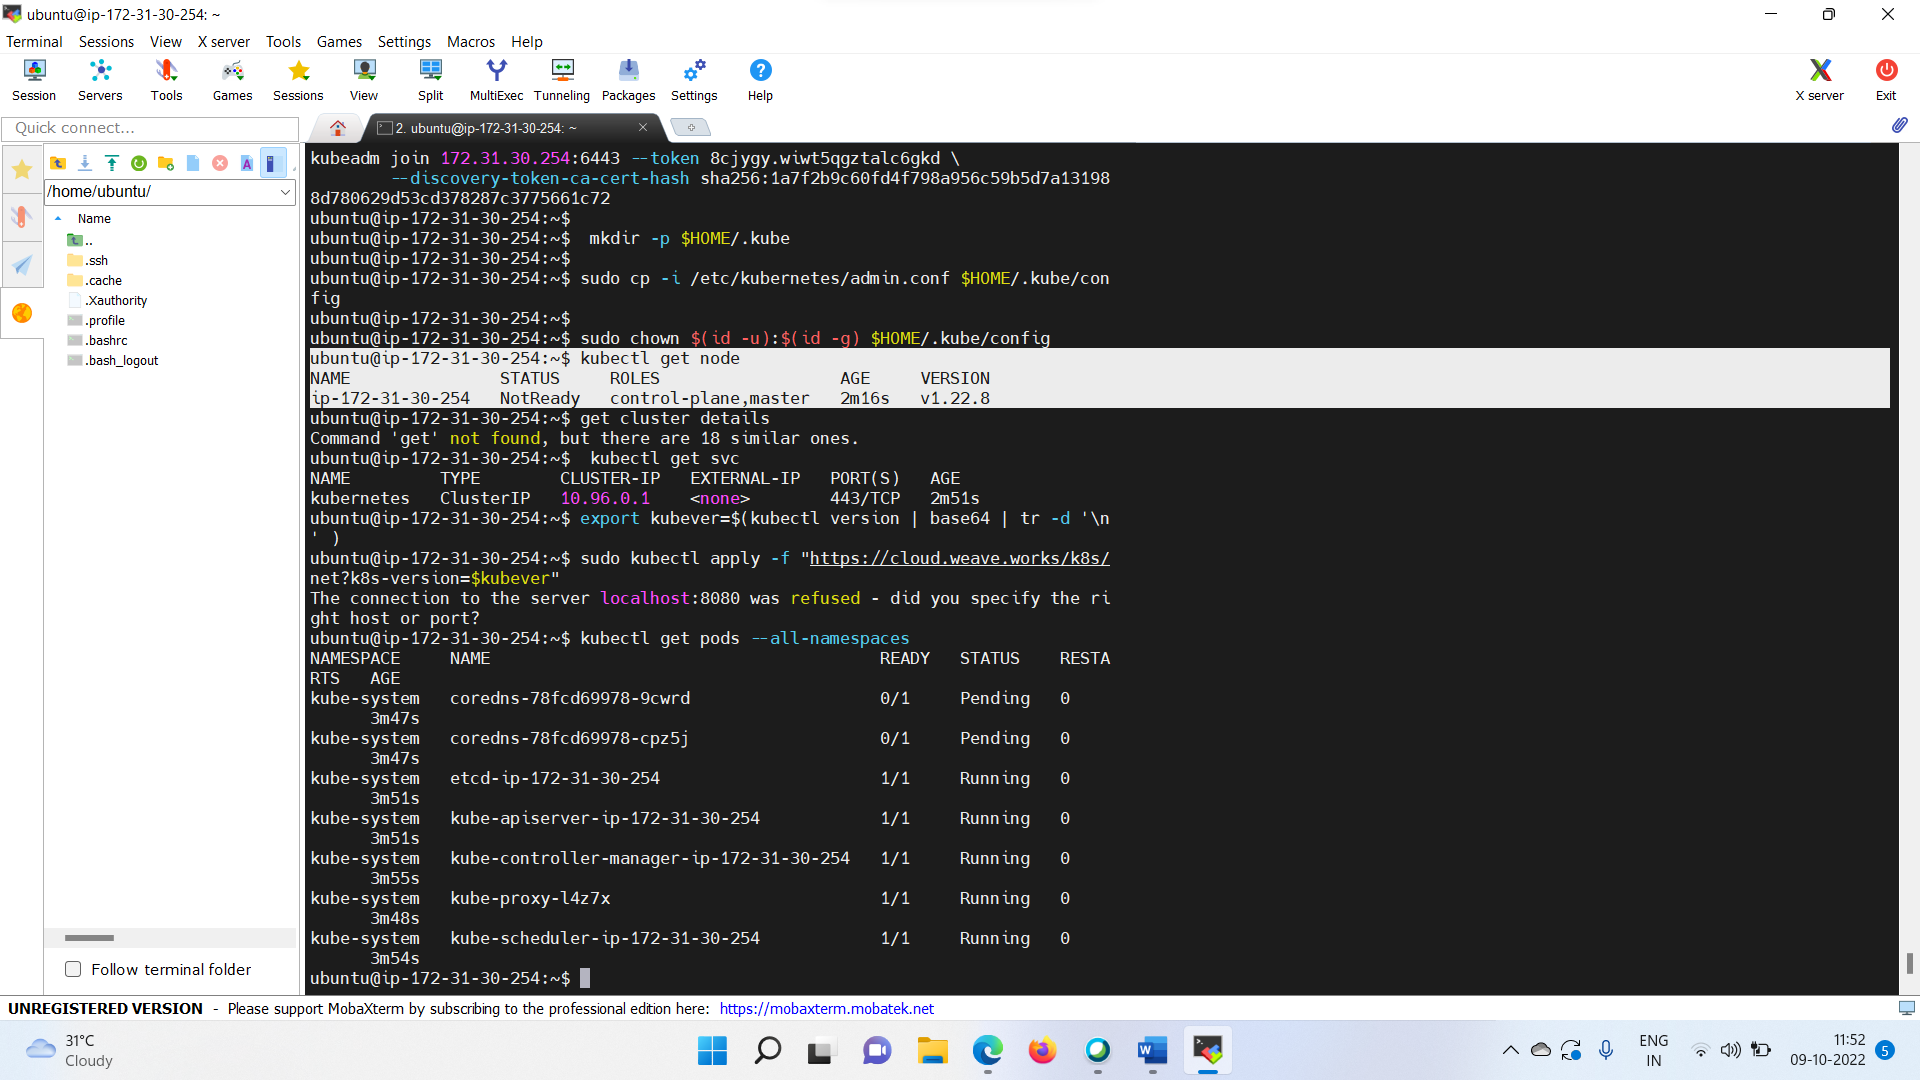 ubuntu@ip-172-31-30-254: ~
Terminal Sessions View X server Tools Games Settings Macros Help
Session Servers Tools Games Sessions View Split MultiExec Tunneling Packages Settings Help X server Exit
Quick connect...
2. ubuntu@ip-172-31-30-254: ~
/home/ubuntu/
Name
..
.ssh
.cache
.Xauthority
.profile
.bashrc
.bash_logout
Follow terminal folder
kubeadm join 172.31.30.254:6443 --token 8cjygy.wiwt5qgztalc6gkd \
--discovery-token-ca-cert-hash sha256:1a7f2b9c60fd4f798a956c59b5d7a13198
8d780629d53cd378287c3775661c72
ubuntu@ip-172-31-30-254:~$
ubuntu@ip-172-31-30-254:~$  mkdir -p $HOME/.kube
ubuntu@ip-172-31-30-254:~$
ubuntu@ip-172-31-30-254:~$ sudo cp -i /etc/kubernetes/admin.conf $HOME/.kube/con
fig
ubuntu@ip-172-31-30-254:~$
ubuntu@ip-172-31-30-254:~$ sudo chown $(id -u):$(id -g) $HOME/.kube/config
ubuntu@ip-172-31-30-254:~$ kubectl get node
NAME STATUS ROLES AGE VERSION
ip-172-31-30-254 NotReady control-plane,master 2m16s v1.22.8
ubuntu@ip-172-31-30-254:~$ get cluster details
Command 'get' not found, but there are 18 similar ones.
ubuntu@ip-172-31-30-254:~$  kubectl get svc
NAME TYPE CLUSTER-IP EXTERNAL-IP PORT(S) AGE
kubernetes ClusterIP 10.96.0.1 <none> 443/TCP 2m51s
ubuntu@ip-172-31-30-254:~$ export kubever=$(kubectl version | base64 | tr -d '\n
' )
ubuntu@ip-172-31-30-254:~$ sudo kubectl apply -f "https://cloud.weave.works/k8s/
net?k8s-version=$kubever"
The connection to the server localhost:8080 was refused - did you specify the ri
ght host or port?
ubuntu@ip-172-31-30-254:~$ kubectl get pods --all-namespaces
NAMESPACE NAME READY STATUS RESTA
RTS AGE
kube-system coredns-78fcd69978-9cwrd 0/1 Pending 0
3m47s
kube-system coredns-78fcd69978-cpz5j 0/1 Pending 0
3m47s
kube-system etcd-ip-172-31-30-254 1/1 Running 0
3m51s
kube-system kube-apiserver-ip-172-31-30-254 1/1 Running 0
3m51s
kube-system kube-controller-manager-ip-172-31-30-254 1/1 Running 0
3m55s
kube-system kube-proxy-l4z7x 1/1 Running 0
3m48s
kube-system kube-scheduler-ip-172-31-30-254 1/1 Running 0
3m54s
ubuntu@ip-172-31-30-254:~$
UNREGISTERED VERSION - Please support MobaXterm by subscribing to the professional edition here: https://mobaxterm.mobatek.net
31°C
Cloudy
ENG
IN
11:52
09-10-2022
5